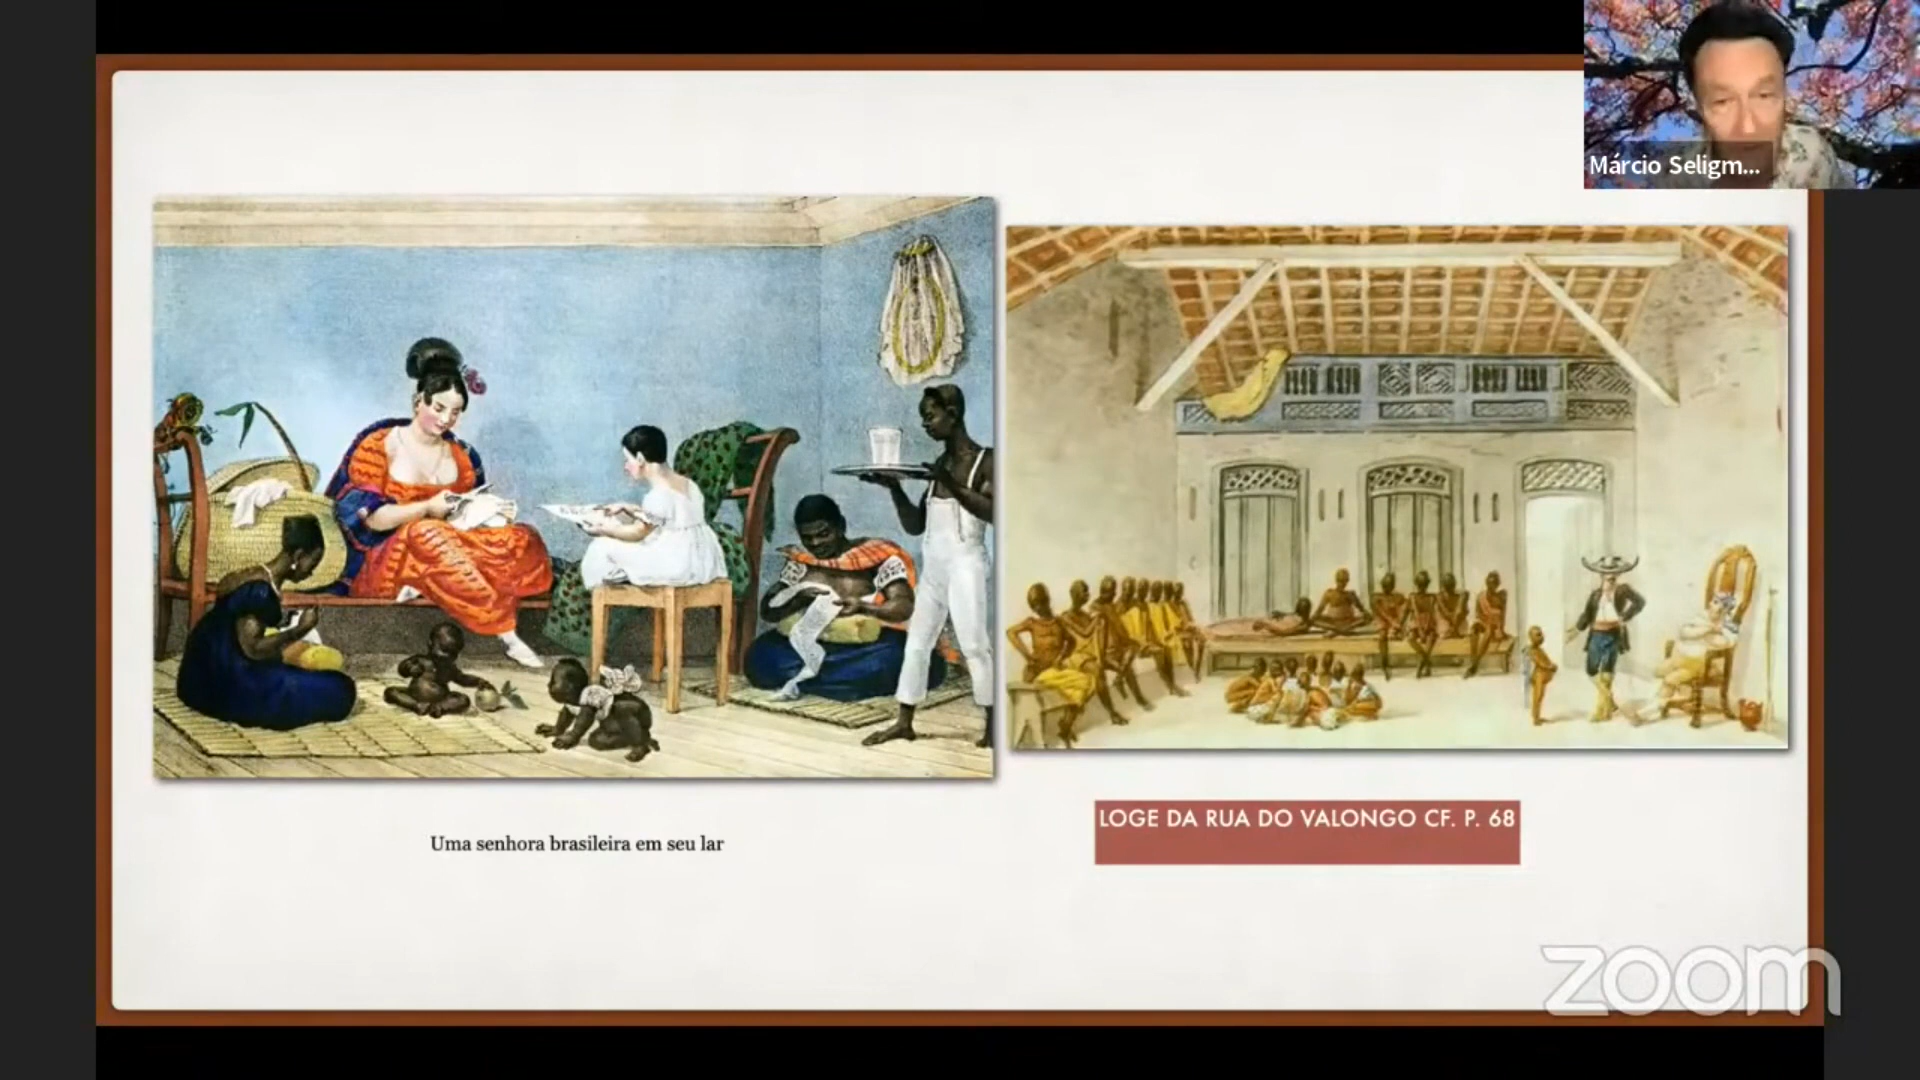 Márcio Seligm...
Uma senhora brasileira em seu lar
LOGE DA RUA DO VALONGO CF. P. 68
zoom